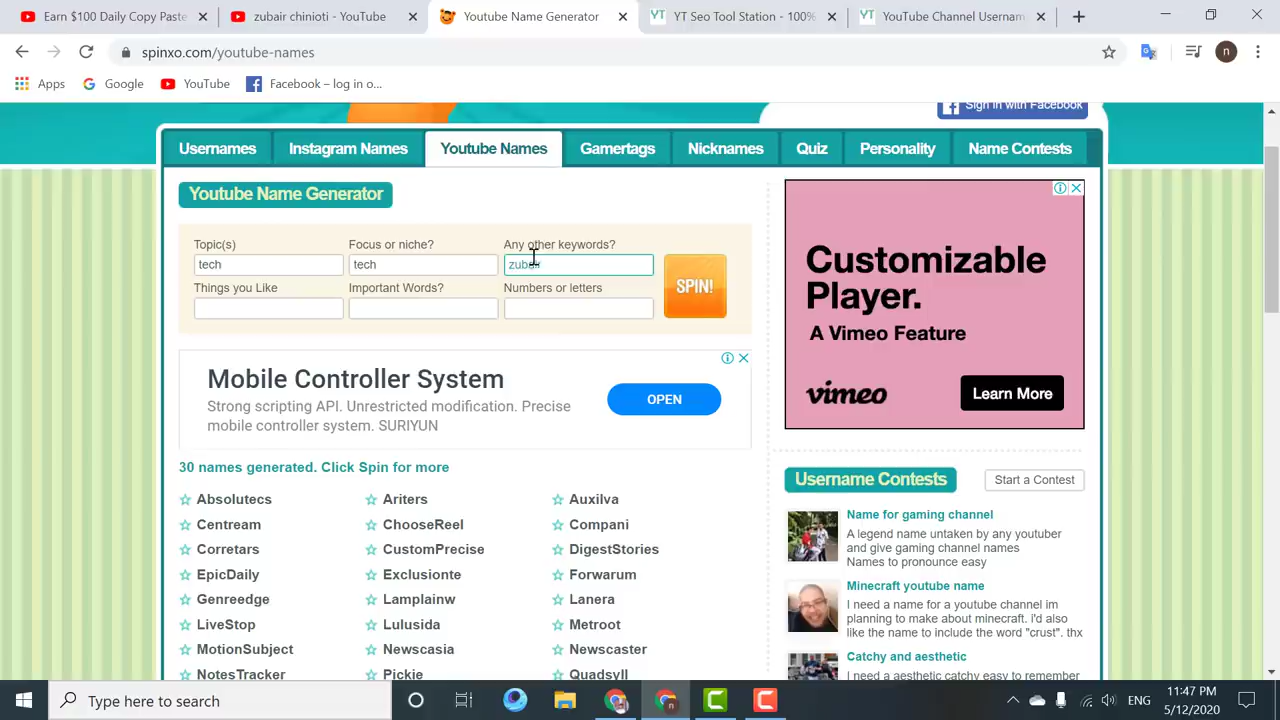 Earn $100 Daily Copy Paste
zubair chinioti - YouTube
Youtube Name Generator
YT Seo Tool Station - 100%
YouTube Channel Usernam
spinxo.com/youtube-names
Apps
Google
YouTube
Facebook – log in o...
Sign in with Facebook
Usernames
Instagram Names
Youtube Names
Gamertags
Nicknames
Quiz
Personality
Name Contests
Youtube Name Generator
Topic(s)
Focus or niche?
Any other keywords?
tech
tech
zubair
Things you Like
Important Words?
Numbers or letters
SPIN!
Mobile Controller System
Strong scripting API. Unrestricted modification. Precise
mobile controller system. SURIYUN
OPEN
30 names generated. Click Spin for more
Absolutecs
Ariters
Auxilva
Centream
ChooseReel
Compani
Corretars
CustomPrecise
DigestStories
EpicDaily
Exclusionte
Forwarum
Genreedge
Lamplainw
Lanera
LiveStop
Lulusida
Metroot
MotionSubject
Newscasia
Newscaster
NotesTracker
Pickie
Quadsyll
Customizable
Player.
A Vimeo Feature
vimeo
Learn More
Username Contests
Start a Contest
Name for gaming channel
A legend name untaken by any youtuber
and give gaming channel names
Names to pronounce easy
Minecraft youtube name
I need a name for a youtube channel im
planning to make about minecraft. i'd also
like the name to include the word "crust". thx
Catchy and aesthetic
I need a aesthetic catchy easy to remember
Type here to search
ENG
11:47 PM
5/12/2020